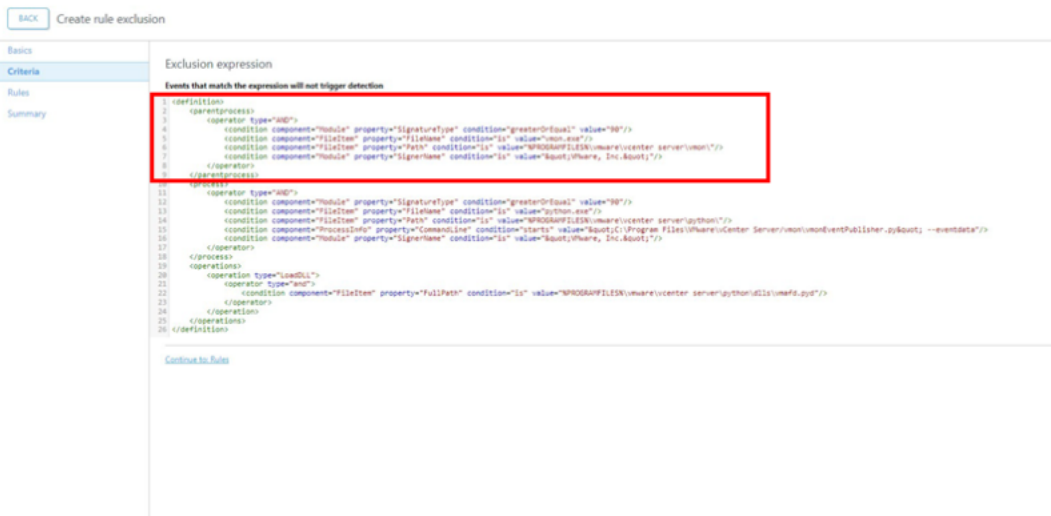 BACK Create rule exclusion
Basics
Criteria
Rules
Summary
Exclusion expression
Events that match the expression will not trigger detection
1 <definition>
2 <parentprocess>
3 <operator type="AND">
4 <condition component="Module" property="SignatureType" condition="greaterOrEqual" value="90"/>
5 <condition component="FileItem" property="FileName" condition="is" value="vmon.exe"/>
6 <condition component="FileItem" property="Path" condition="is" value="%PROGRAMFILES%\vmware\vcenter server\vmon\"/>
7 <condition component="Module" property="SignerName" condition="is" value="&quot;VMware, Inc.&quot;"/>
8 </operator>
9 </parentprocess>
10 <process>
11 <operator type="AND">
12 <condition component="Module" property="SignatureType" condition="greaterOrEqual" value="90"/>
13 <condition component="FileItem" property="FileName" condition="is" value="python.exe"/>
14 <condition component="FileItem" property="Path" condition="is" value="%PROGRAMFILES%\vmware\vcenter server\python\"/>
15 <condition component="ProcessInfo" property="CommandLine" condition="starts" value="&quot;C:\Program Files\VMware\vCenter Server\vmon\vmonEventPublisher.py&quot; --eventdata"/>
16 <condition component="Module" property="SignerName" condition="is" value="&quot;VMware, Inc.&quot;"/>
17 </operator>
18 </process>
19 <operations>
20 <operation type="LoadDLL">
21 <operator type="and">
22 <condition component="FileItem" property="FullPath" condition="is" value="%PROGRAMFILES%\vmware\vcenter server\python\dlls\vmafd.pyd"/>
23 </operator>
24 </operation>
25 </operations>
26 </definition>
Continue to Rules